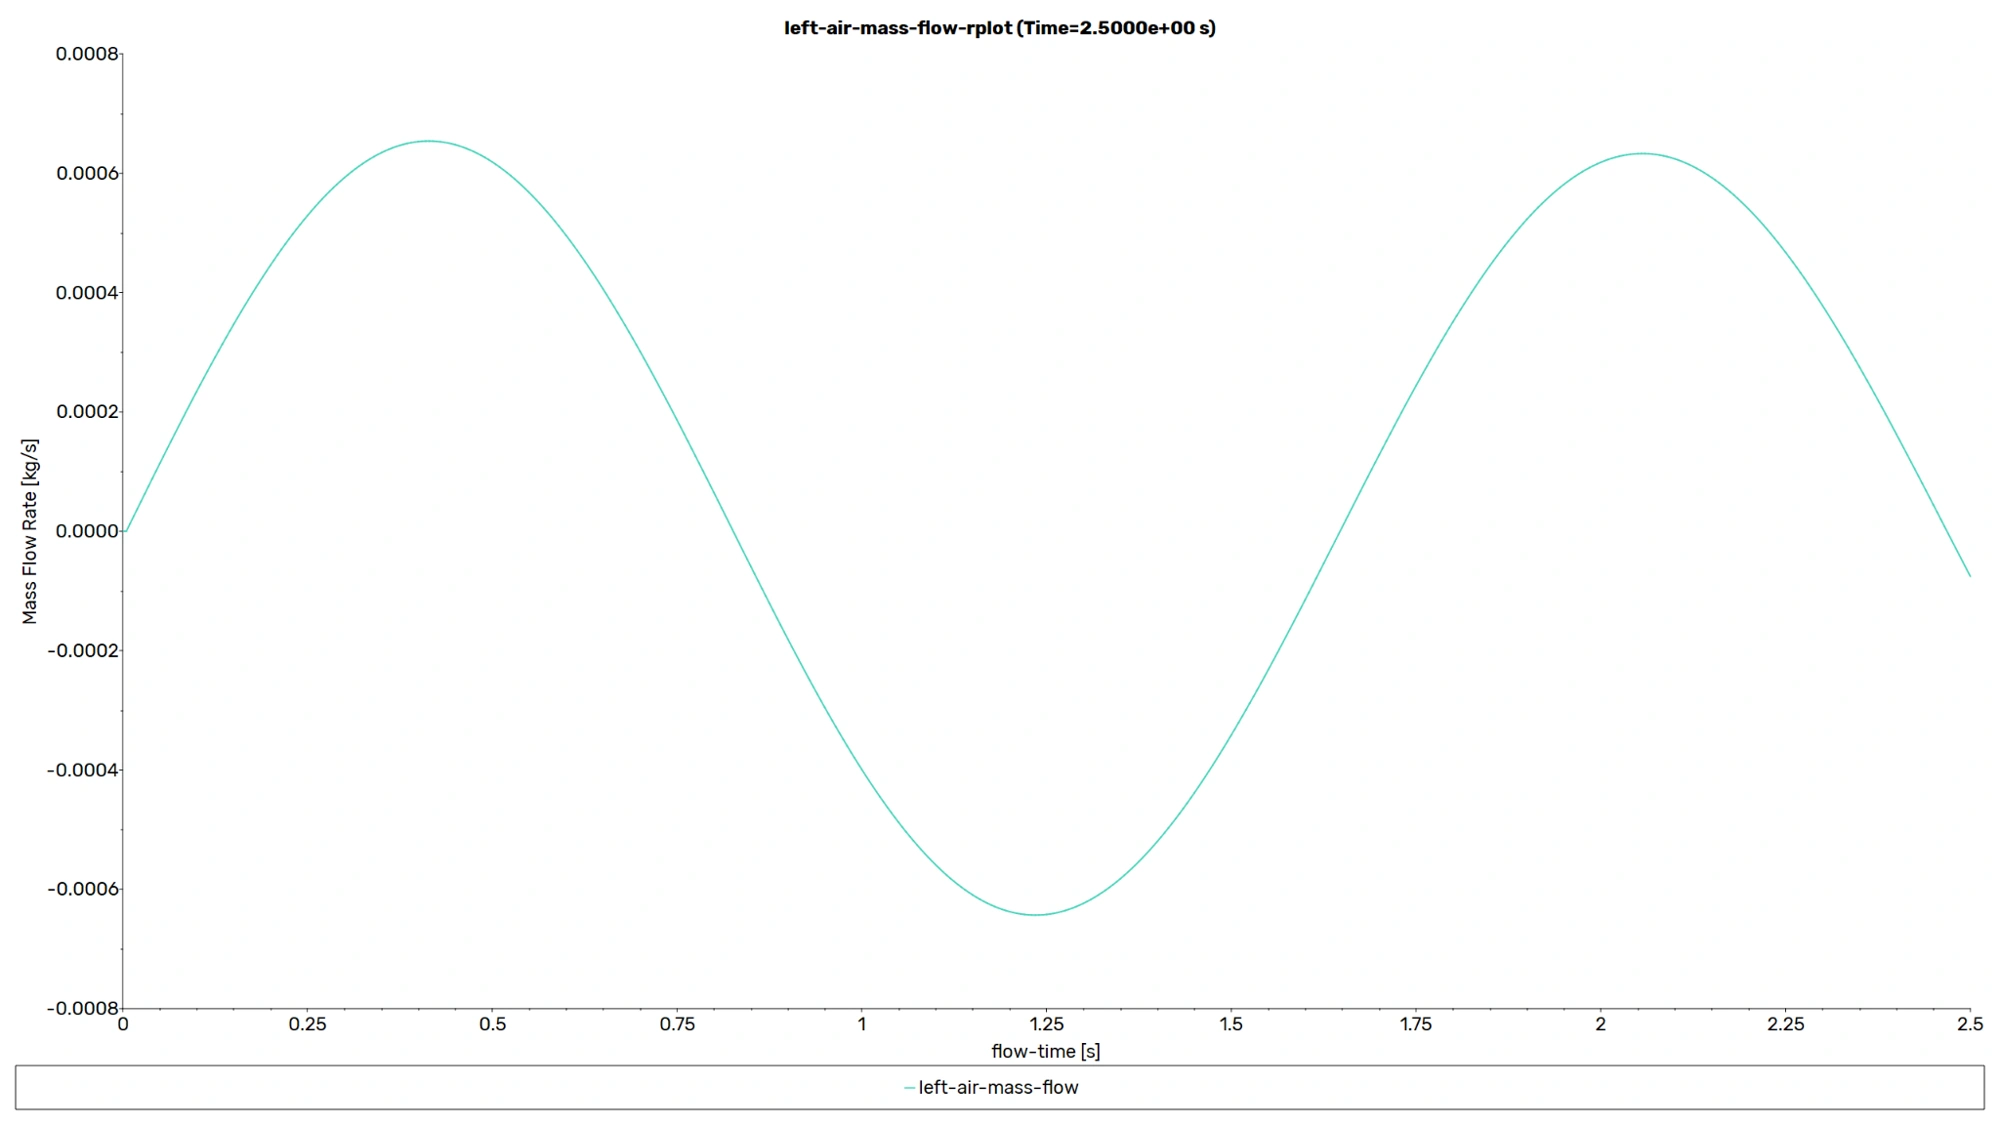 left-air-mass-flow-rplot (Time=2.5000e+00 s)
0.0008
0.0006
0.0004
0.0002
0.0000
-0.0002
-0.0004
-0.0006
-0.0008
Mass Flow Rate [kg/s]
0 0.25 0.5 0.75 1 1.25 1.5 1.75 2 2.25 2.5
flow-time [s]
left-air-mass-flow